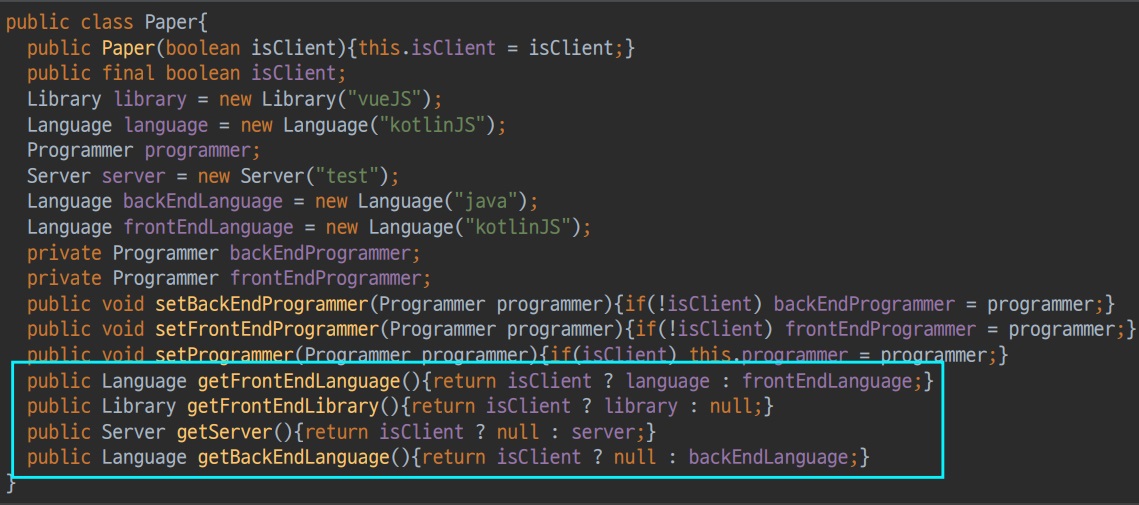 public class Paper{
public Paper(boolean isClient){this.isClient = isClient;}
public final boolean isClient;
Library library = new Library("vueJS");
Language language = new Language("kotlinJS");
Programmer programmer;
Server server = new Server("test");
Language backEndLanguage = new Language("java");
Language frontEndLanguage = new Language("kotlinJS");
private Programmer backEndProgrammer;
private Programmer frontEndProgrammer;
public void setBackEndProgrammer(Programmer programmer){if(!isClient) backEndProgrammer = programmer;}
public void setFrontEndProgrammer(Programmer programmer){if(!isClient) frontEndProgrammer = programmer;}
public void setProgrammer(Programmer programmer){if(isClient) this.programmer = programmer;}
public Language getFrontEndLanguage(){return isClient ? language : frontEndLanguage;}
public Library getFrontEndLibrary(){return isClient ? library : null;}
public Server getServer(){return isClient ? null : server;}
public Language getBackEndLanguage(){return isClient ? null : backEndLanguage;}
}